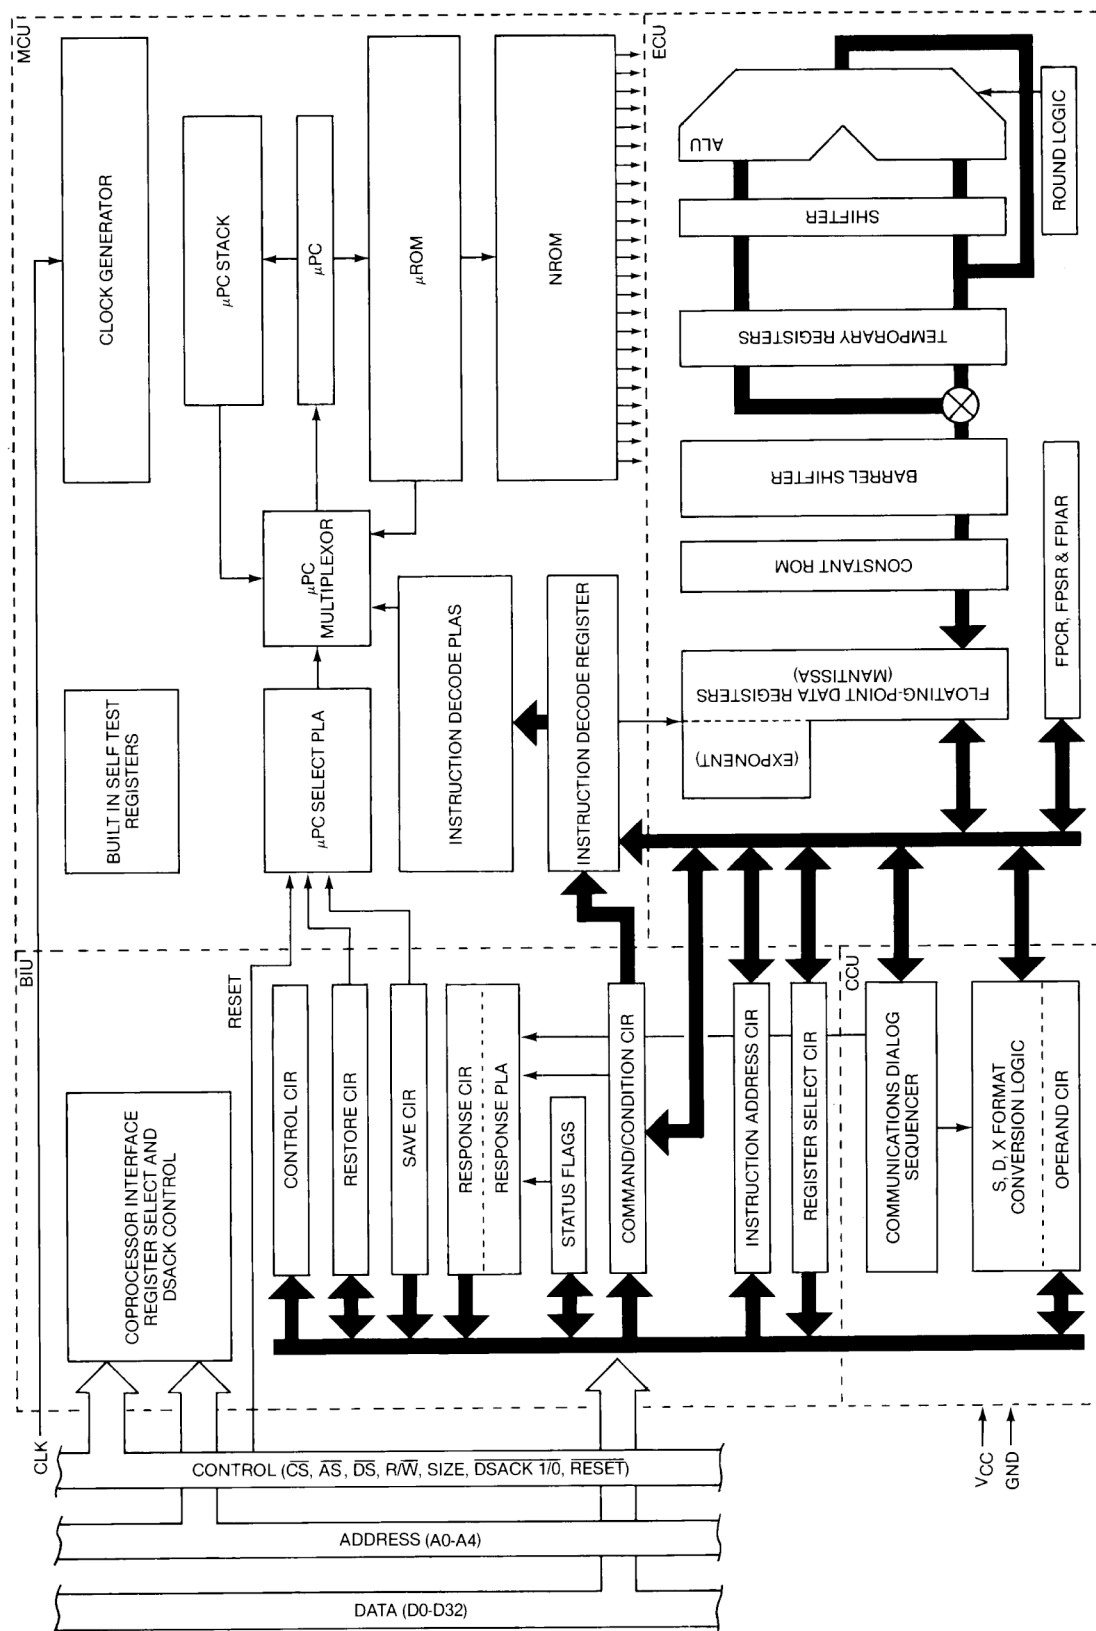 MCU
CLOCK GENERATOR
μPC STACK
μPC
μROM
NROM
μPC
MULTIPLEXOR
BUILT IN SELF TEST
REGISTERS
μPC SELECT PLA
INSTRUCTION DECODE PLAS
INSTRUCTION DECODE REGISTER
ECU
ALU
ROUND LOGIC
SHIFTER
TEMPORARY REGISTERS
BARREL SHIFTER
CONSTANT ROM
FLOATING-POINT DATA REGISTERS
(MANTISSA)
(EXPONENT)
FPCR, FPSR & FPIAR
BIU
RESET
COPROCESSOR INTERFACE
REGISTER SELECT AND
DSACK CONTROL
CONTROL CIR
RESTORE CIR
SAVE CIR
RESPONSE CIR
RESPONSE PLA
STATUS FLAGS
COMMAND/CONDITION CIR
INSTRUCTION ADDRESS CIR
REGISTER SELECT CIR
CCU
COMMUNICATIONS DIALOG
SEQUENCER
S, D, X FORMAT
CONVERSION LOGIC
OPERAND CIR
CLK
CONTROL (C̅S̅, A̅S̅, D̅S̅, R/W̅, SIZE, D̅S̅A̅C̅K̅ 1̅/0̅, R̅E̅S̅E̅T̅)
ADDRESS (A0-A4)
DATA (D0-D32)
VCC
GND